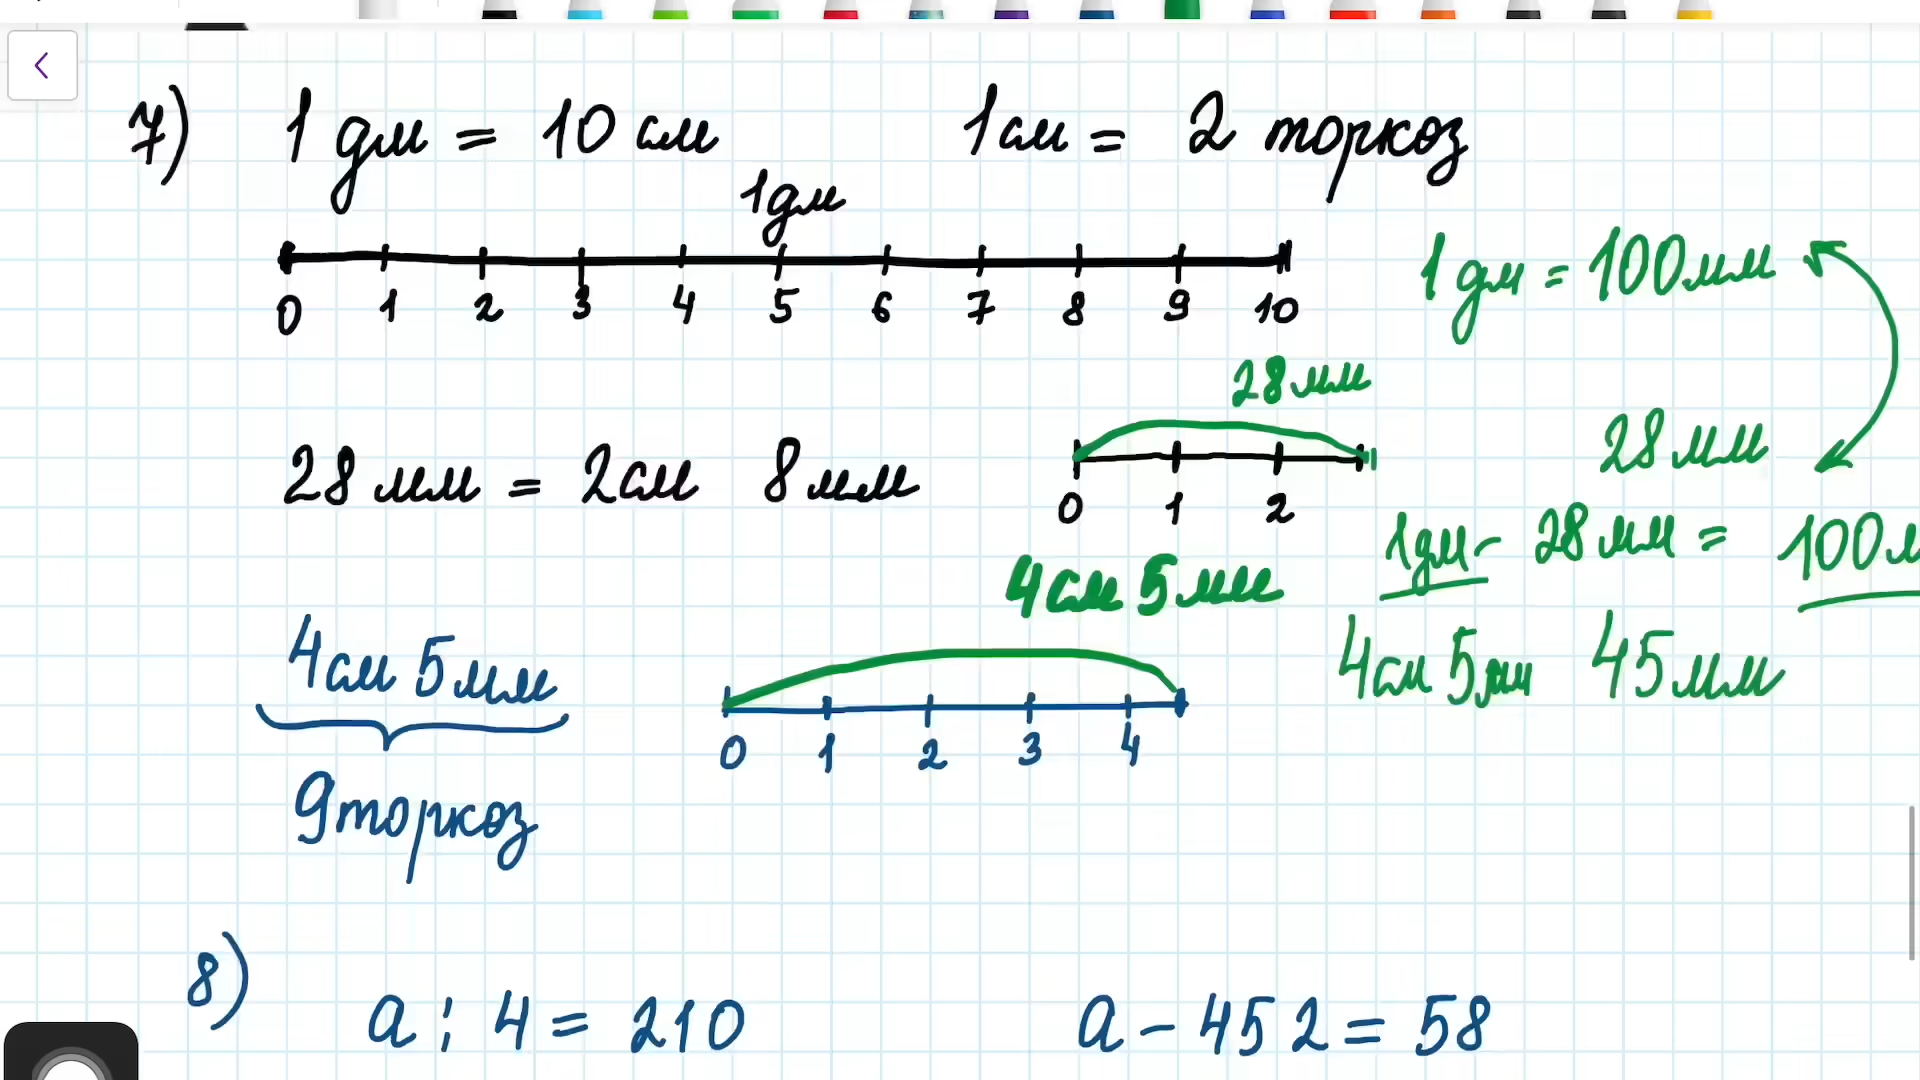 7) 1 дм = 10 см 1 см = 2 торкөз
1 дм
0 1 2 3 4 5 6 7 8 9 10
1 дм = 100 мм
28 мм
28 мм = 2 см 8 мм
0 1 2
28 мм
1 дм - 28 мм = 100 м
4 см 5 мм
4 см 5 мм 45 мм
4 см 5 мм
0 1 2 3 4
9 торкөз
8)
a : 4 = 210 a - 452 = 58